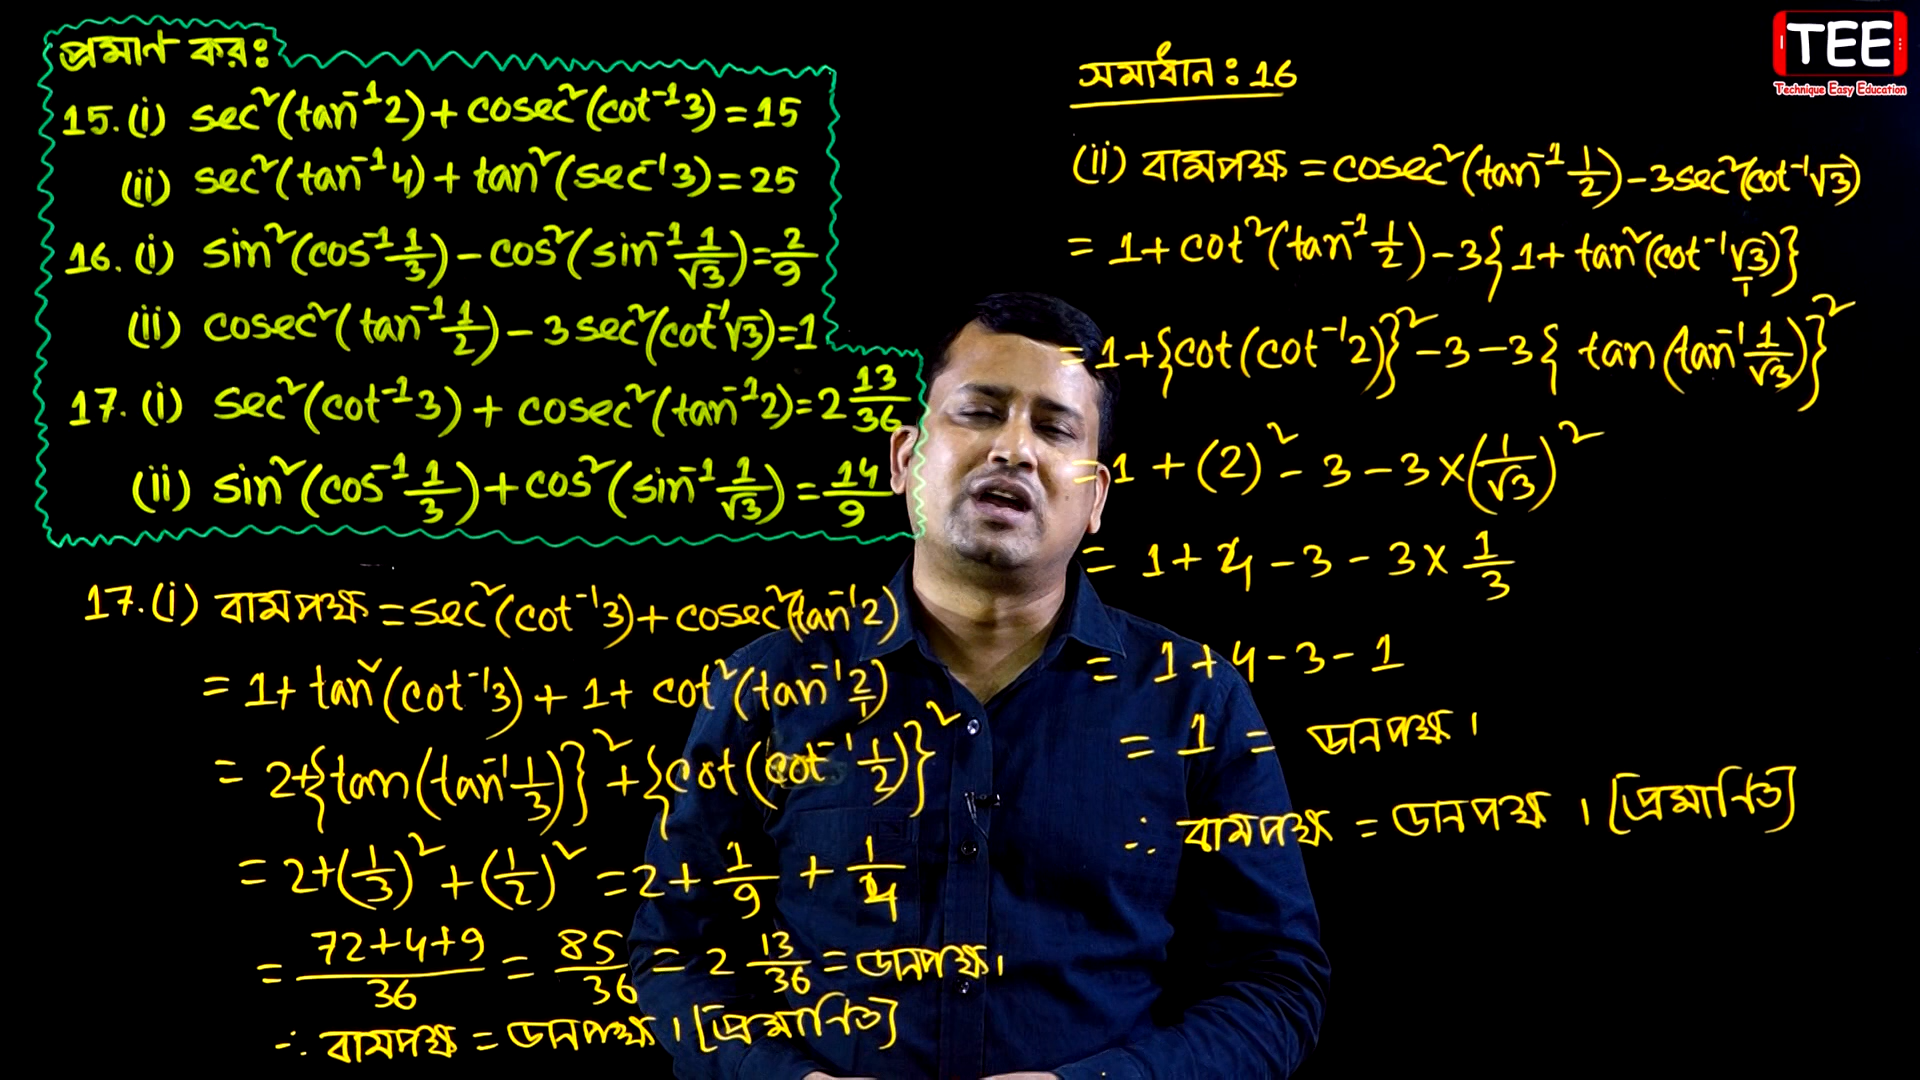 প্রমাণ কর:
15. (i) sec²(tan⁻¹2) + cosec²(cot⁻¹3) = 15
(ii) sec²(tan⁻¹4) + tan²(sec⁻¹3) = 25
16. (i) sin²(cos⁻¹ 1/3) – cos²(sin⁻¹ 1/√3) = 2/9
(ii) cosec²(tan⁻¹ 1/2) – 3 sec²(cot⁻¹√3) = 1
17. (i) sec²(cot⁻¹3) + cosec²(tan⁻¹2) = 2 13/36
(ii) sin²(cos⁻¹ 1/3) + cos²(sin⁻¹ 1/√3) = 14/9
17. (i) বামপক্ষ = sec²(cot⁻¹3) + cosec²(tan⁻¹2)
= 1 + tan²(cot⁻¹3) + 1 + cot²(tan⁻¹ 2/1)
= 2 + {tan(tan⁻¹ 1/3)}² + {cot(cot⁻¹ 1/2)}²
= 2 + (1/3)² + (1/2)² = 2 + 1/9 + 1/4
= (72+4+9)/36 = 85/36 = 2 13/36 = ডানপক্ষ।
∴ বামপক্ষ = ডানপক্ষ। [প্রমাণিত]
সমাধান : 16
(ii) বামপক্ষ = cosec²(tan⁻¹ 1/2) – 3 sec²(cot⁻¹√3)
= 1 + cot²(tan⁻¹ 1/2) – 3{1 + tan²(cot⁻¹ √3/1)}
= 1 + {cot(cot⁻¹2)}² – 3 – 3{tan(tan⁻¹ 1/√3)}²
= 1 + (2)² – 3 – 3 × (1/√3)²
= 1 + 4 – 3 – 3 × 1/3
= 1 + 4 – 3 – 1
= 1 = ডানপক্ষ।
∴ বামপক্ষ = ডানপক্ষ। [প্রমাণিত]
TEE
Technique Easy Education